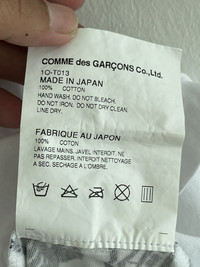 COMME des GARÇONS Co.,Ltd.
1O-T013
MADE IN JAPAN
100% COTTON
HAND WASH. DO NOT BLEACH.
DO NOT IRON. DO NOT DRY CLEAN.
LINE DRY.
FABRIQUE AU JAPON
100% COTON
LAVAGE MAINS. JAVEL INTERDIT. NE
PAS REPASSER. INTERDIT NETTOYAGE
A SEC. SECHAGE A L'OMBRE.